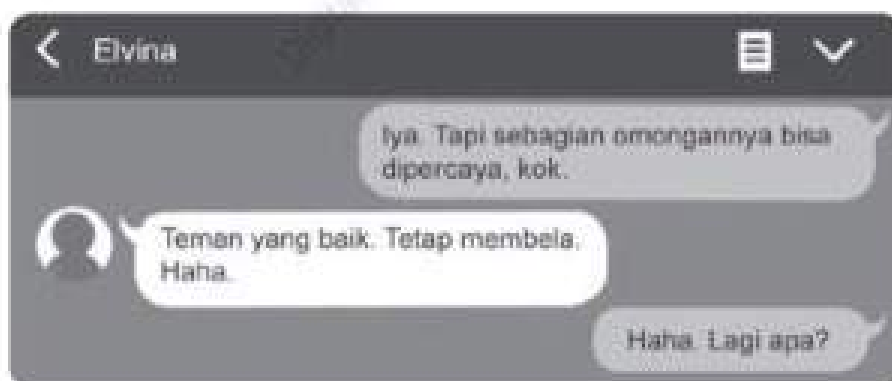 Elvina
Iya. Tapi sebagian omongannya bisa
dipercaya, kok.
Teman yang baik. Tetap membela.
Haha.
Haha. Lagi apa?